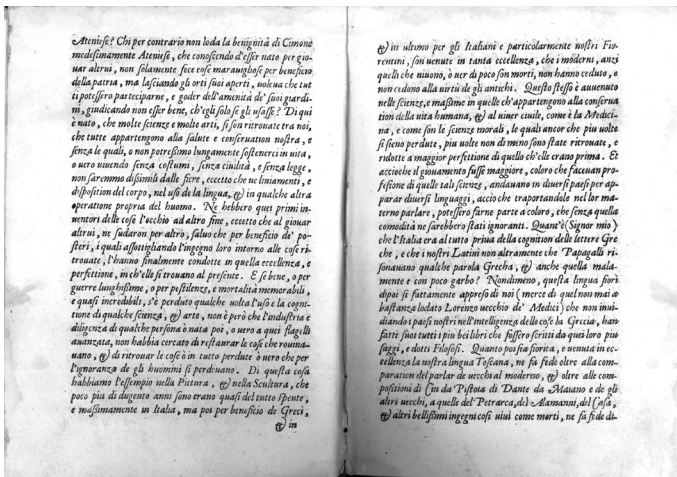 Ateniese? Chi per contrario non loda la benignità di Cimone
medesimamente Ateniese, che conoscendo d'esser nato per gio-
uar altrui, non solamente fece cose marauigliose per beneficio
della patria, ma lasciando gli orti suoi aperti, voleua che tut
ti potessero parteciparne, e goder dell'amenità de' suoi giardi-
ni, giudicando non esser bene, ch'egli solo gli usasse? Di qui
è nato, che molte scienze e molte arti, si son ritrouate tra noi,
che tutte appartengono alla salute e conseruation nostra, e
senza le quali, o non potressimo lungamente sostenerci in uita,
o uero uiuendo senza costumi, senza ciuilità, e senza legge,
non saremmo dissimili dalle fiere, eccetto che ne liniamenti, e
disposition del corpo, nel uso de la lingua, & in qualche altra
operatione propria del huomo. Ne hebbero quei primi in-
uentori delle cose l'occhio ad altro fine, eccetto che al giouar
altrui, ne sudaron per altro, saluo che per beneficio de' po-
steri, i quali assottigliando l'ingegno loro intorno alle cose ri-
trouate, l'hanno finalmente condotte in quella eccellenza, e
perfettione, in ch'elle si trouano al presente. E se bene, o per
guerre lunghissime, o per pestilenze, e mortalità memorabili,
e quasi incredibili, s'è perduto qualche uolta l'uso e la cogni-
tione di qualche scienza, & arte, non è però che l'industria e
diligenza di qualche persona ò nata poi, o uero a quei flagelli
auanzata, non habbia cercato di restaurar le cose che rouina-
uano, & di ritrouar le cose ò in tutto perdute ò uero che per
l'ignoranza de gli huomini si perdeuano. Di questa cosa
habbiamo l'essempio nella Pittura, & nella Scultura, che
poco piu di dugento anni sono erano quasi del tutto spente,
e massimamente in Italia, ma poi per beneficio de Greci,
& in
& in ultimo per gli Italiani e particolarmente nostri Fio-
rentini, son uenute in tanta eccellenza, che i moderni, anzi
quelli che uiuono, ò uer di poco son morti, non hanno ceduto, e
non cedono alla uirtù de gli antichi. Questo stesso è auuenuto
nelle scienze, e massime in quelle ch'appartengono alla conserua
tion della uita humana, & al uiuer ciuile, come è la Medici-
na, e come son le scienze morali, le quali ancor che piu uolte
si sieno perdute, piu uolte non di meno sono state ritrouate, e
ridotte a maggior perfettione di quello ch'elle erano prima. Et
accioche il giouamento fusse maggiore, coloro che faceuan pro-
fesione di quelle tali scienze, andauano in diuersi paesi per ap-
parar diuersi linguaggi, accio che traportandole nel lor ma-
terno parlare, potessero farne parte a coloro, che senza quella
comodità ne sarebbero stati ignoranti. Quant'è (Signor mio)
che l'Italia era al tutto priua della cognition delle lettere Gre
che, e che i nostri Latini non altramente che Papagalli ri-
sonauano qualche parola Grecha, & anche quella mala-
mente e con poco garbo? Nondimeno, questa lingua fiorì
dipoi si fattamente appresso di noi (merce di quel non mai a
bastanza lodato Lorenzo uecchio de' Medici) che non inui-
diando i paesi nostri nell'intelligenza delle cose la Grecia, han-
fatti suoi tutti i piu bei libri che fossero scritti da quei loro piu
saggi, e dotti Filosofi. Quanto poi sia fiorita, e uenuta in ec-
cellenza la nostra lingua Toscana, ne fa fede oltre alla com-
paration del parlar de uecchi al moderno, & oltre alle com-
positioni di Cin da Pistoia di Dante da Maiano e de gli
altri uecchi, a quelle del Petrarca, del Alamanni, del Casa,
& altri bellissimi ingegni cosi uiui come morti, ne fa fede di-